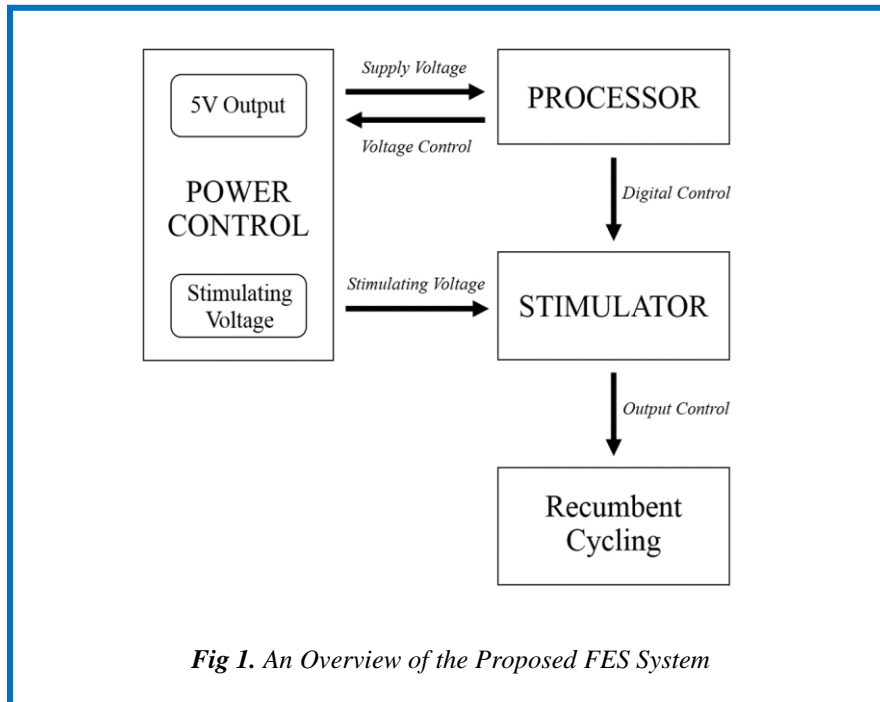 5V Output
POWER
CONTROL
Stimulating
Voltage
Supply Voltage
Voltage Control
PROCESSOR
Digital Control
Stimulating Voltage
STIMULATOR
Output Control
Recumbent
Cycling
Fig 1. An Overview of the Proposed FES System